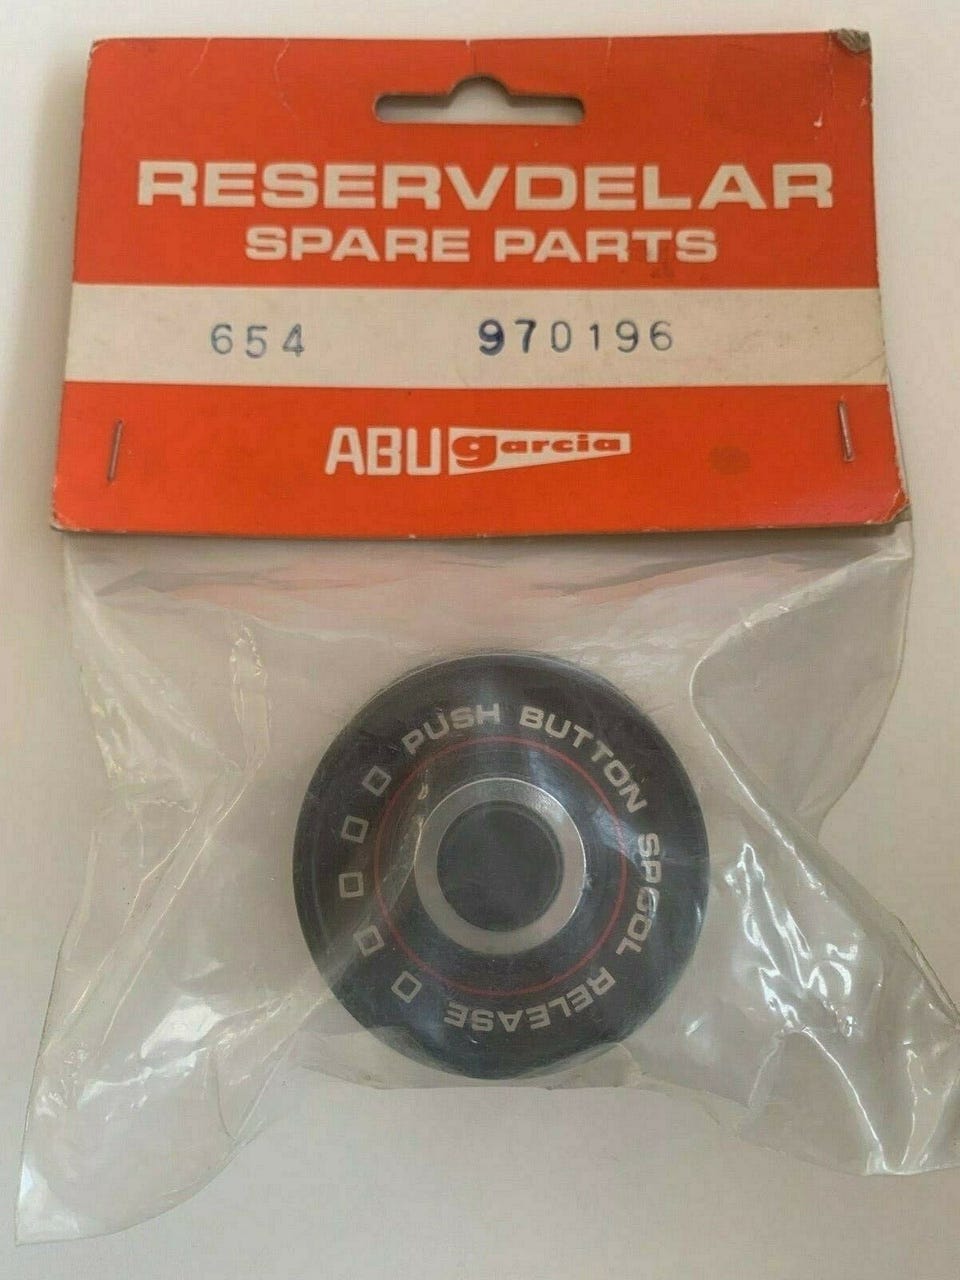 RESERVDELAR
SPARE PARTS
654 970196
ABU garcia
PUSH BUTTON SPOOL RELEASE